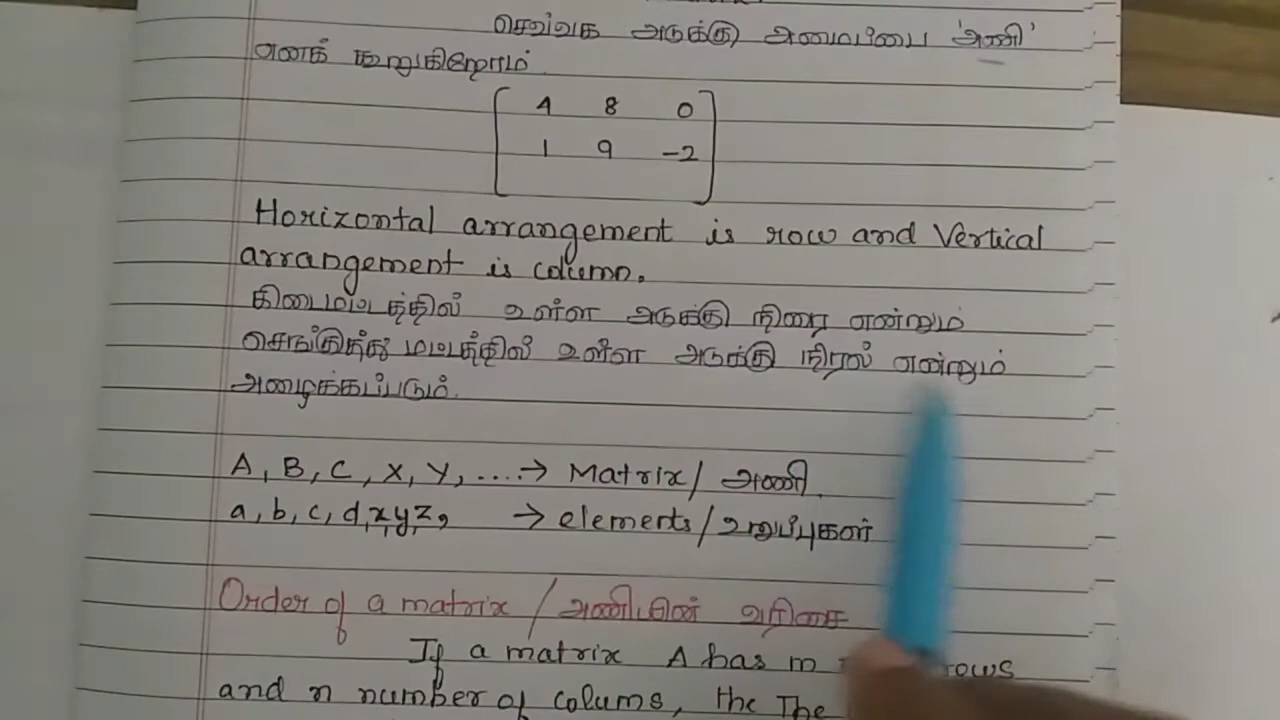 செவ்வக அடுக்கு அமைப்பை 'அணி'
எனக் கூறுகிறோம்
4 8 0
1 9 -2
Horizontal arrangement is row and Vertical
arrangement is column.
கிடைமட்டத்தில் உள்ள அடுக்கு நிரை என்றும்
செங்குத்து மட்டத்தில் உள்ள அடுக்கு நிரல் என்றும்
அழைக்கப்படும்.
A, B, C, X, Y, ....→ Matrix/ அணி.
a, b, c, d, x, y, z, → elements/உறுப்புகள்
Order of a matrix / அணியின் வரிசை
If a matrix A has m rows
and n number of colums, the The